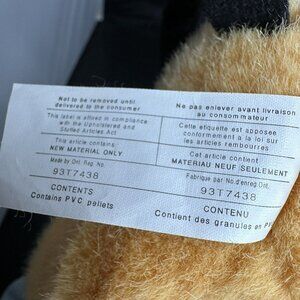 Not to be removed until
delivered to the consumer
This label is affixed in compliance
with the Upholstered and
Stuffed Articles Act
This article contains:
NEW MATERIAL ONLY
Made by Ont. Reg. No.
93T7438
CONTENTS
Contains PVC pellets
Ne pas enlever avant livraison
au consommateur
Cette étiquette est apposée
conformément a la loi sur
les articles rembourres
Cet article contient
MATERIAU NEUF SEULEMENT
Fabrique par No d'enreg Ont.
93T7438
CONTENU
Contient des granules en